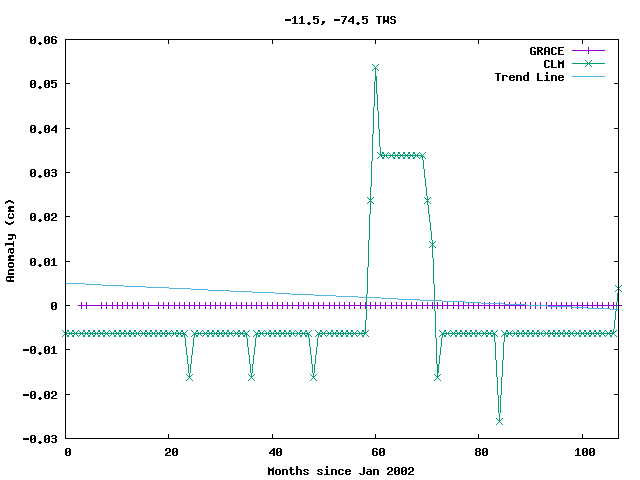 -11.5, -74.5 TWS
0.06
0.05
0.04
0.03
0.02
0.01
0
-0.01
-0.02
-0.03
GRACE
CLM
Trend Line
Anomaly (cm)
0 20 40 60 80 100
Months since Jan 2002